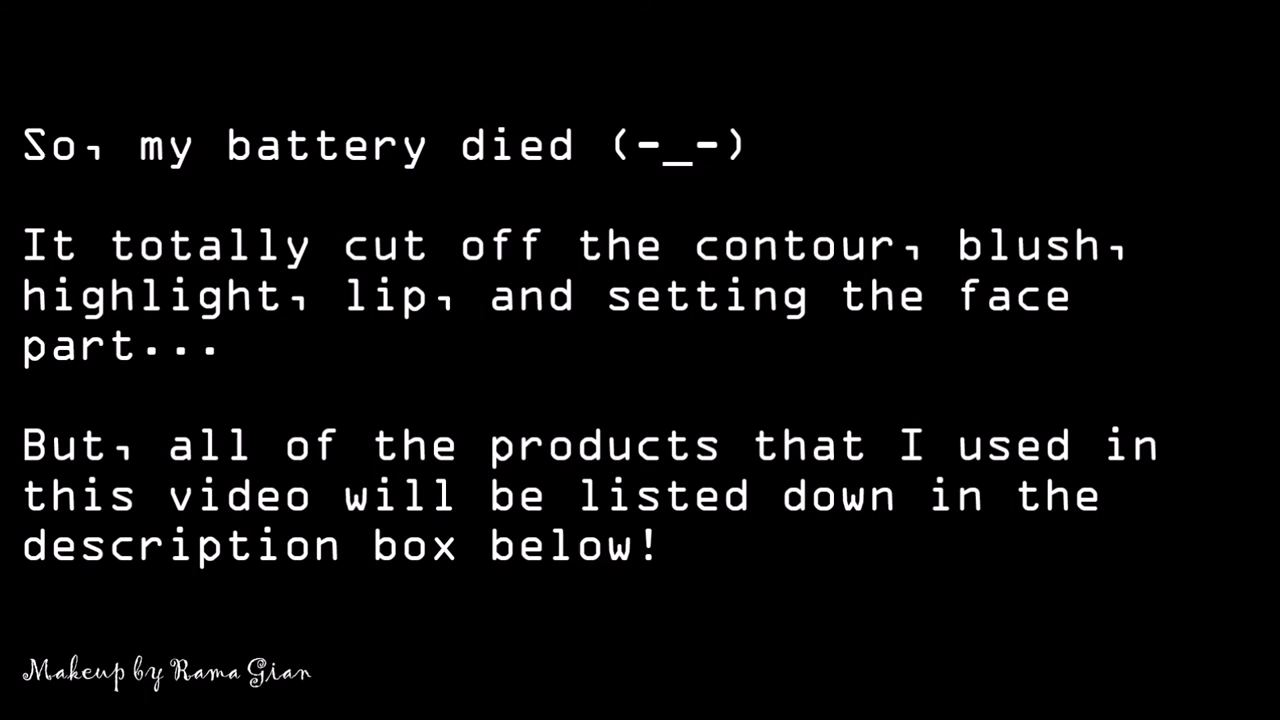 So, my battery died (-_-)
It totally cut off the contour, blush,
highlight, lip, and setting the face
part...
But, all of the products that I used in
this video will be listed down in the
description box below!
Makeup by Rama Gian